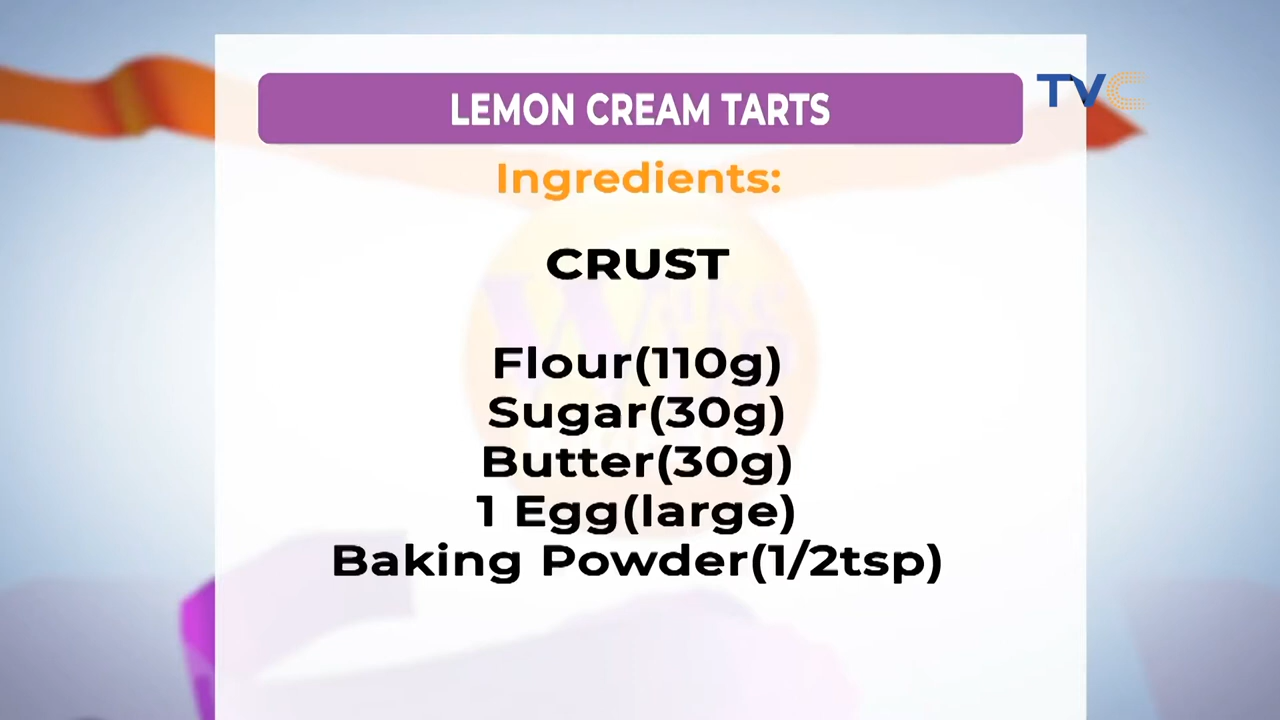 LEMON CREAM TARTS
TVC
Ingredients:
CRUST
Flour(110g)
Sugar(30g)
Butter(30g)
1 Egg(large)
Baking Powder(1/2tsp)